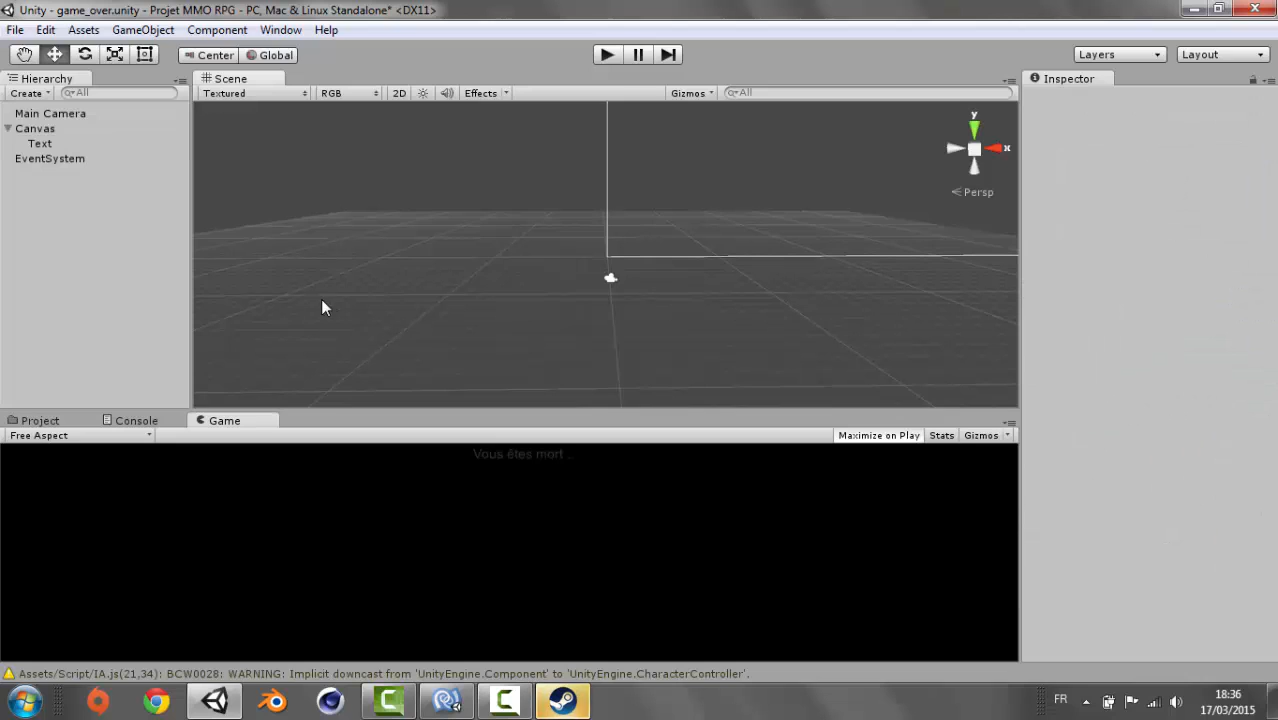 Unity - game_over.unity - Projet MMO RPG - PC, Mac & Linux Standalone* <DX11>
File Edit Assets GameObject Component Window Help
Center Global Layers Layout
Hierarchy Scene Inspector
Create All Textured RGB 2D Effects Gizmos All
Main Camera
Canvas
Text
EventSystem
y
x
Persp
Project Console Game
Free Aspect Maximize on Play Stats Gizmos
Vous êtes mort ..
Assets/Script/IA.js(21,34): BCW0028: WARNING: Implicit downcast from 'UnityEngine.Component' to 'UnityEngine.CharacterController'.
FR 18:36
17/03/2015